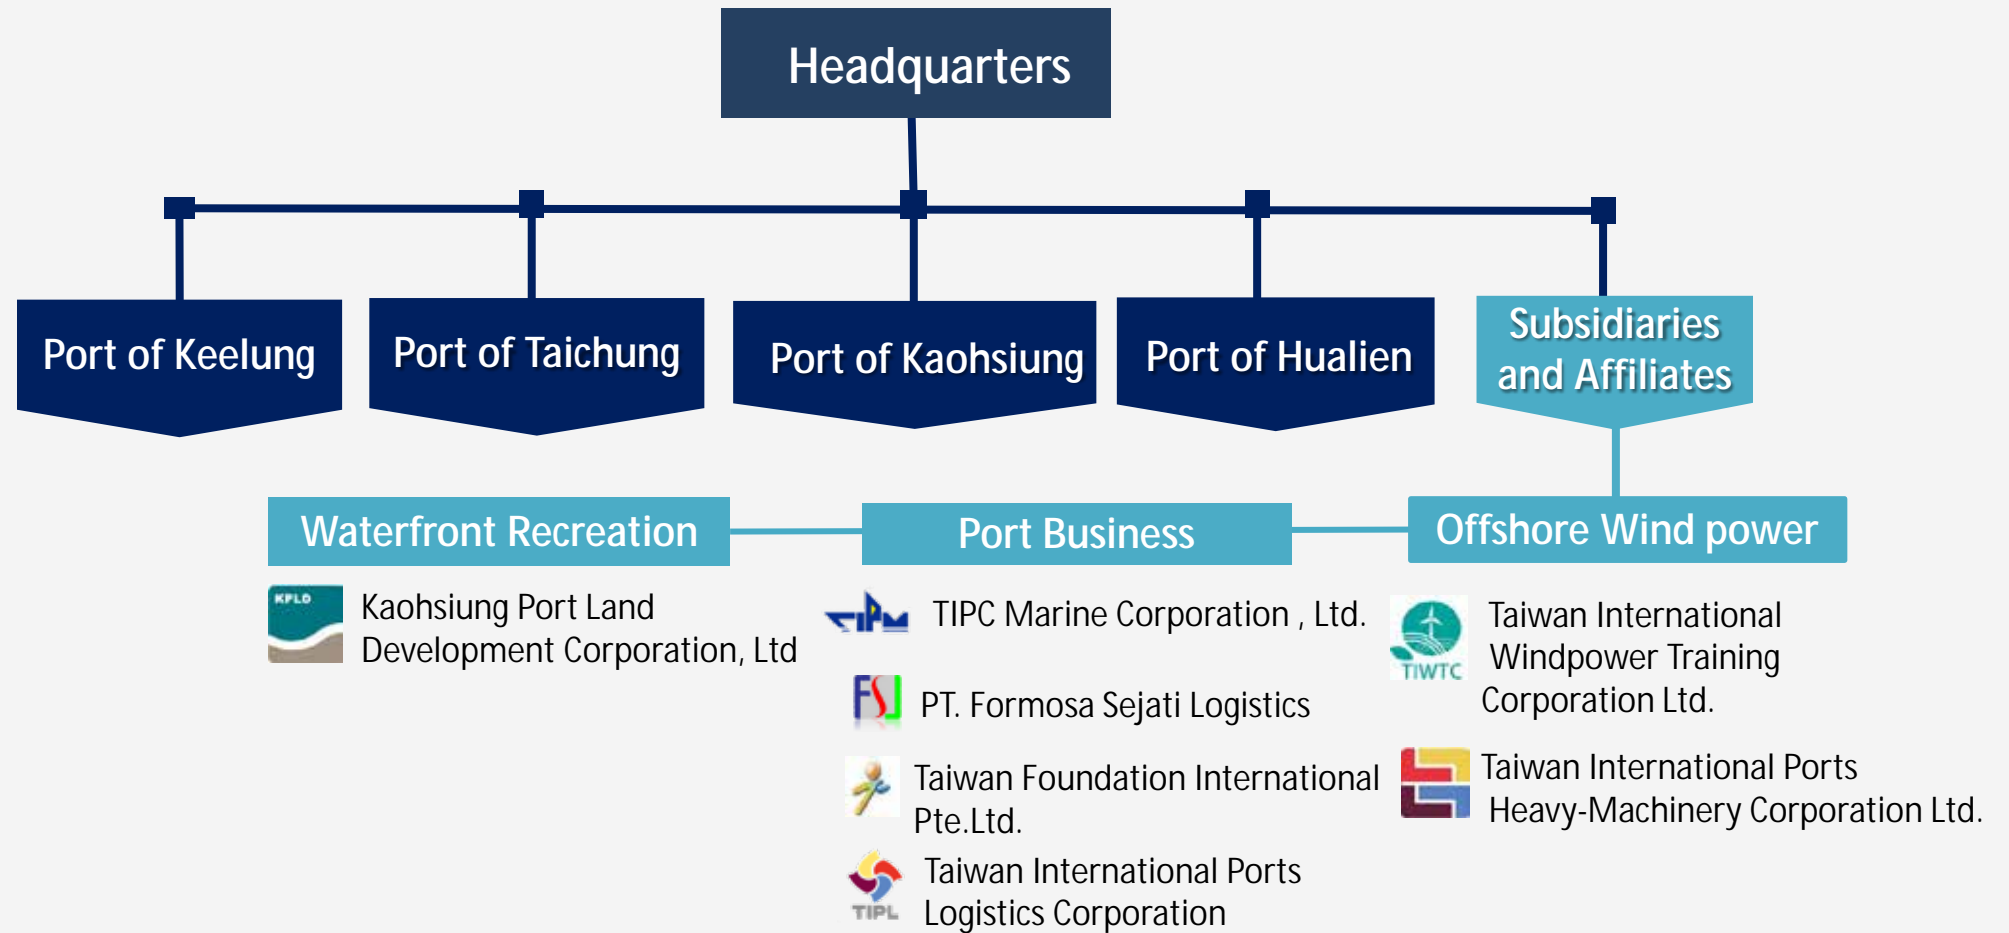 Headquarters
Port of Keelung
Port of Taichung
Port of Kaohsiung
Port of Hualien
Subsidiaries
and Affiliates
Waterfront Recreation
KPLD
Kaohsiung Port Land
Development Corporation, Ltd
Port Business
TIPM
TIPC Marine Corporation , Ltd.
FSL
PT. Formosa Sejati Logistics
Taiwan Foundation International
Pte.Ltd.
TIPL
Taiwan International Ports
Logistics Corporation
Offshore Wind power
TIWTC
Taiwan International
Windpower Training
Corporation Ltd.
Taiwan International Ports
Heavy-Machinery Corporation Ltd.